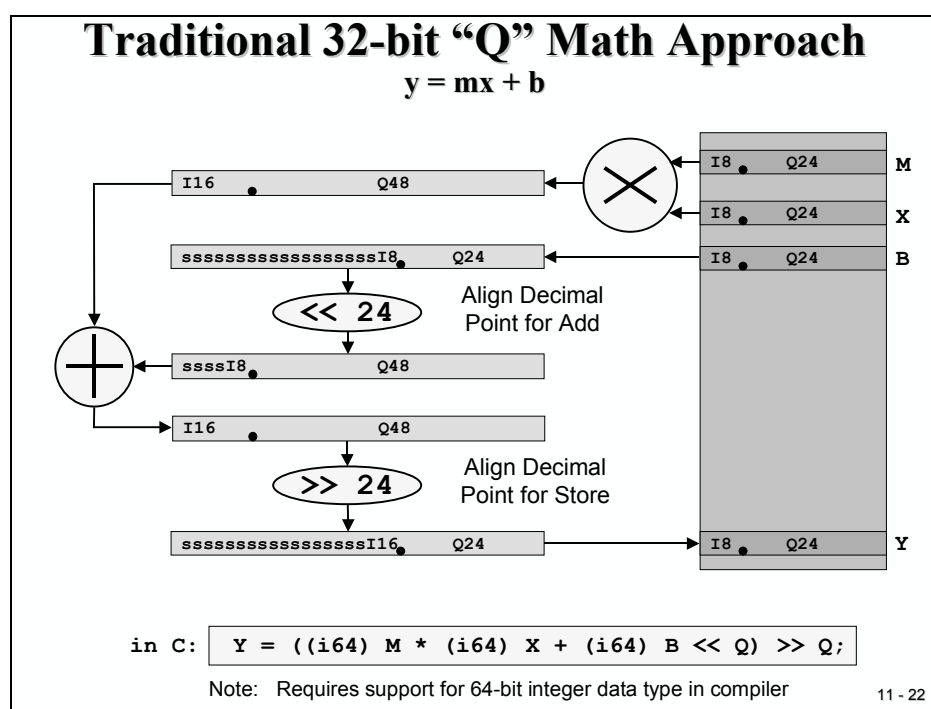 Traditional 32-bit “Q” Math Approach
y = mx + b
I8 Q24 M
I16 Q48
I8 Q24 X
ssssssssssssssssssI8 Q24
I8 Q24 B
<< 24
Align Decimal
Point for Add
ssssI8 Q48
I16 Q48
>> 24
Align Decimal
Point for Store
sssssssssssssssssI16 Q24
I8 Q24 Y
in C: Y = ((i64) M * (i64) X + (i64) B << Q) >> Q;
Note: Requires support for 64-bit integer data type in compiler
11 - 22